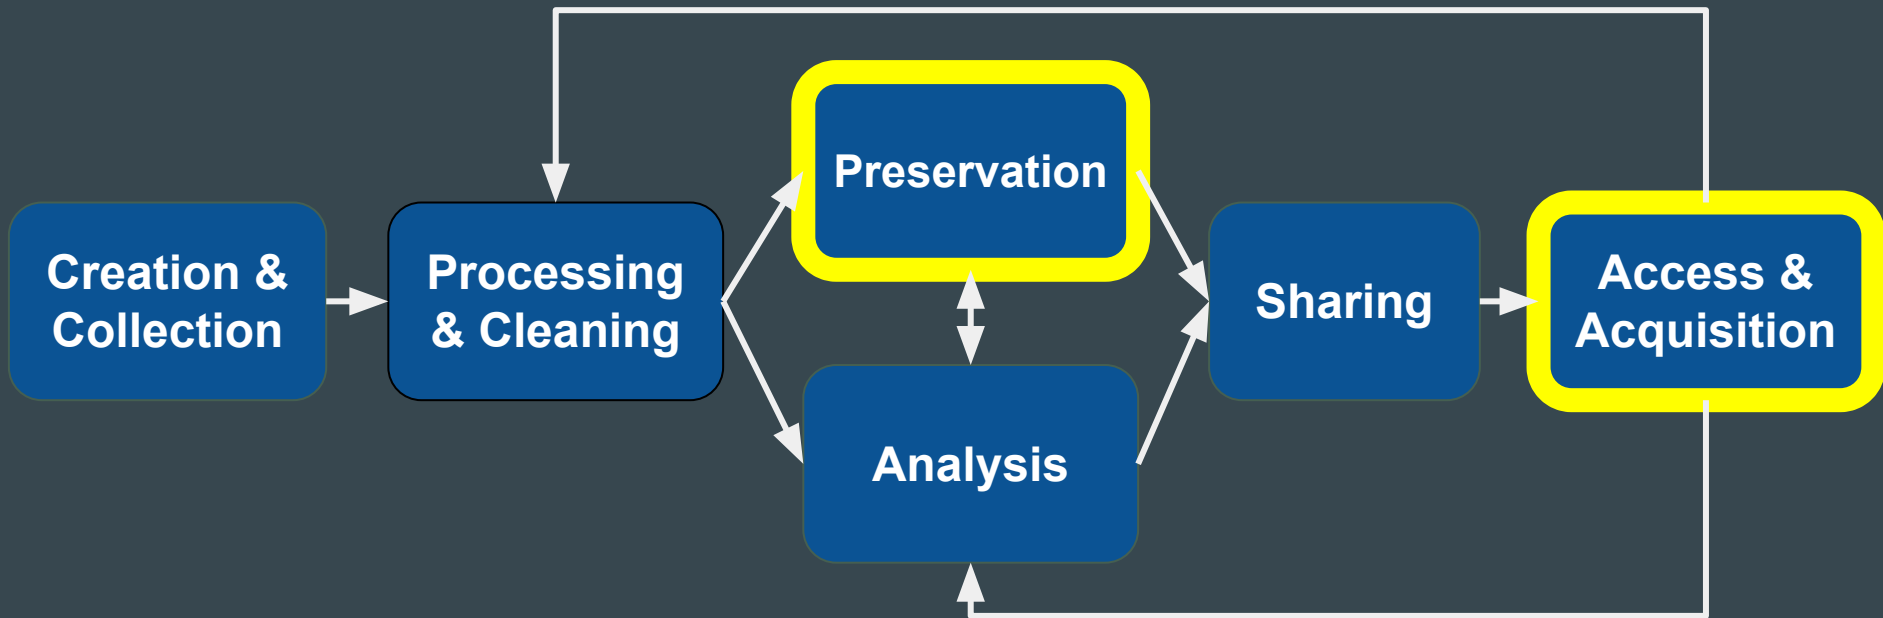 Creation &
Collection
Processing
& Cleaning
Preservation
Analysis
Sharing
Access &
Acquisition